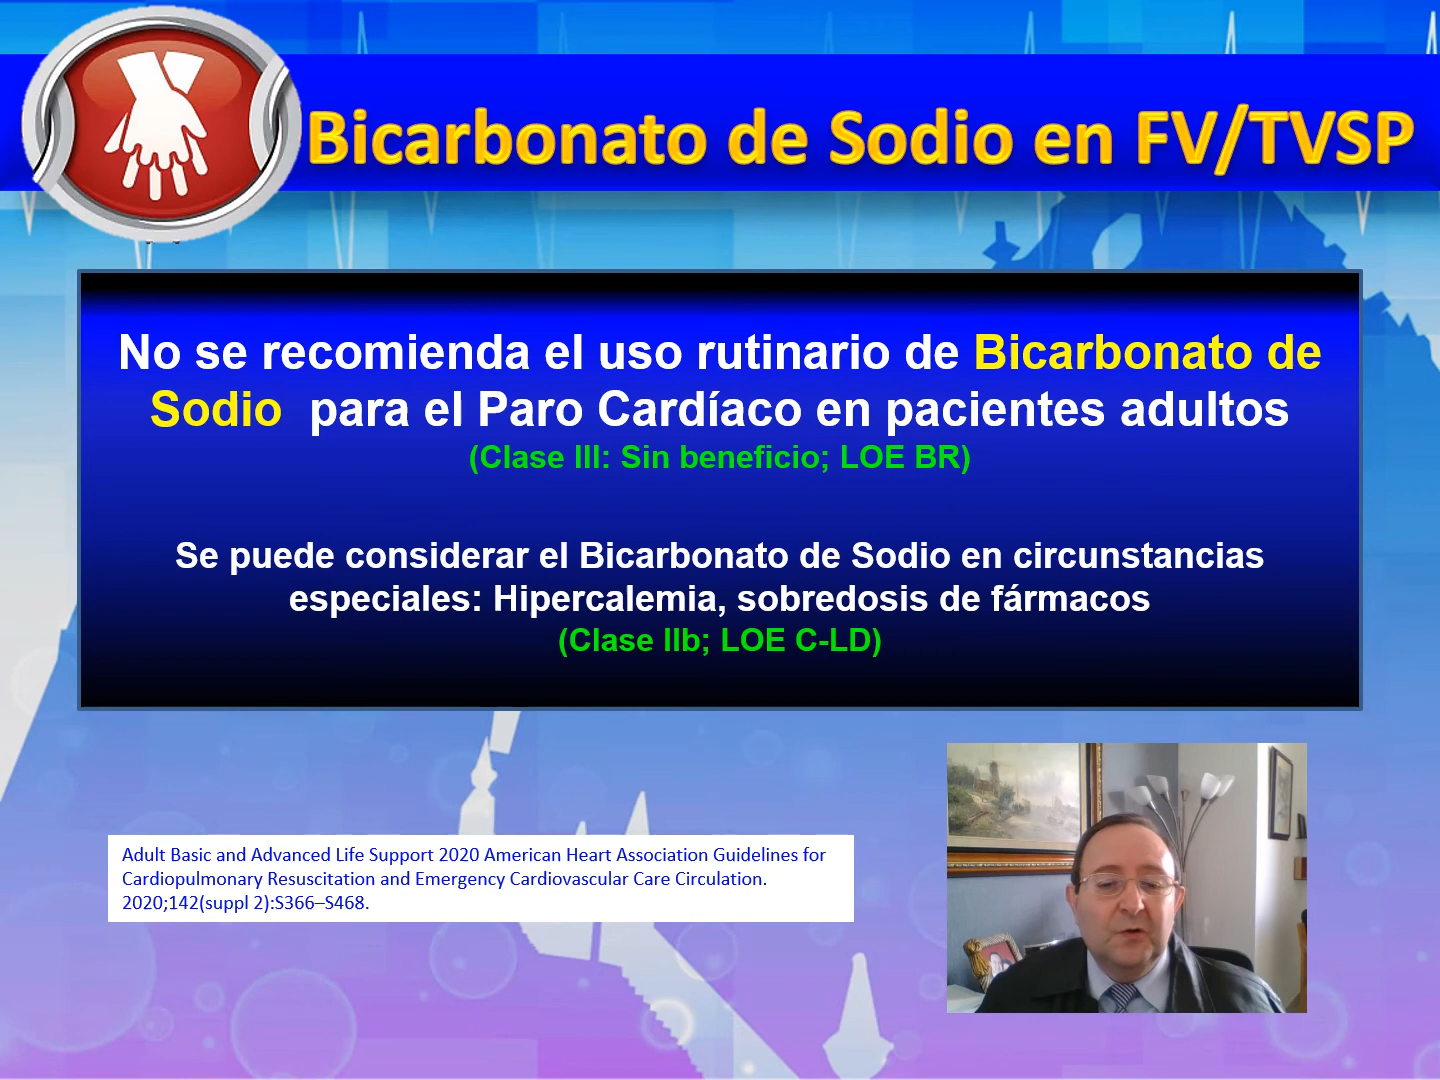 Bicarbonato de Sodio en FV/TVSP
No se recomienda el uso rutinario de Bicarbonato de
Sodio para el Paro Cardíaco en pacientes adultos
(Clase III: Sin beneficio; LOE BR)
Se puede considerar el Bicarbonato de Sodio en circunstancias
especiales: Hipercalemia, sobredosis de fármacos
(Clase IIb; LOE C-LD)
Adult Basic and Advanced Life Support 2020 American Heart Association Guidelines for
Cardiopulmonary Resuscitation and Emergency Cardiovascular Care Circulation.
2020;142(suppl 2):S366–S468.